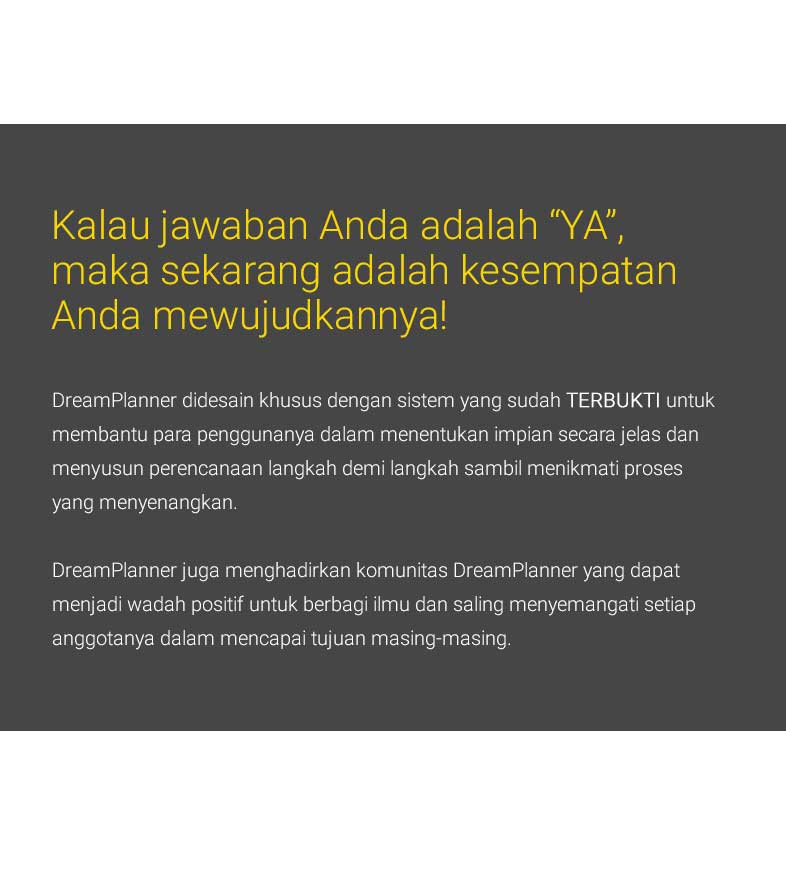 Kalau jawaban Anda adalah “YA”,
maka sekarang adalah kesempatan
Anda mewujudkannya!
DreamPlanner didesain khusus dengan sistem yang sudah TERBUKTI untuk
membantu para penggunanya dalam menentukan impian secara jelas dan
menyusun perencanaan langkah demi langkah sambil menikmati proses
yang menyenangkan.
DreamPlanner juga menghadirkan komunitas DreamPlanner yang dapat
menjadi wadah positif untuk berbagi ilmu dan saling menyemangati setiap
anggotanya dalam mencapai tujuan masing-masing.